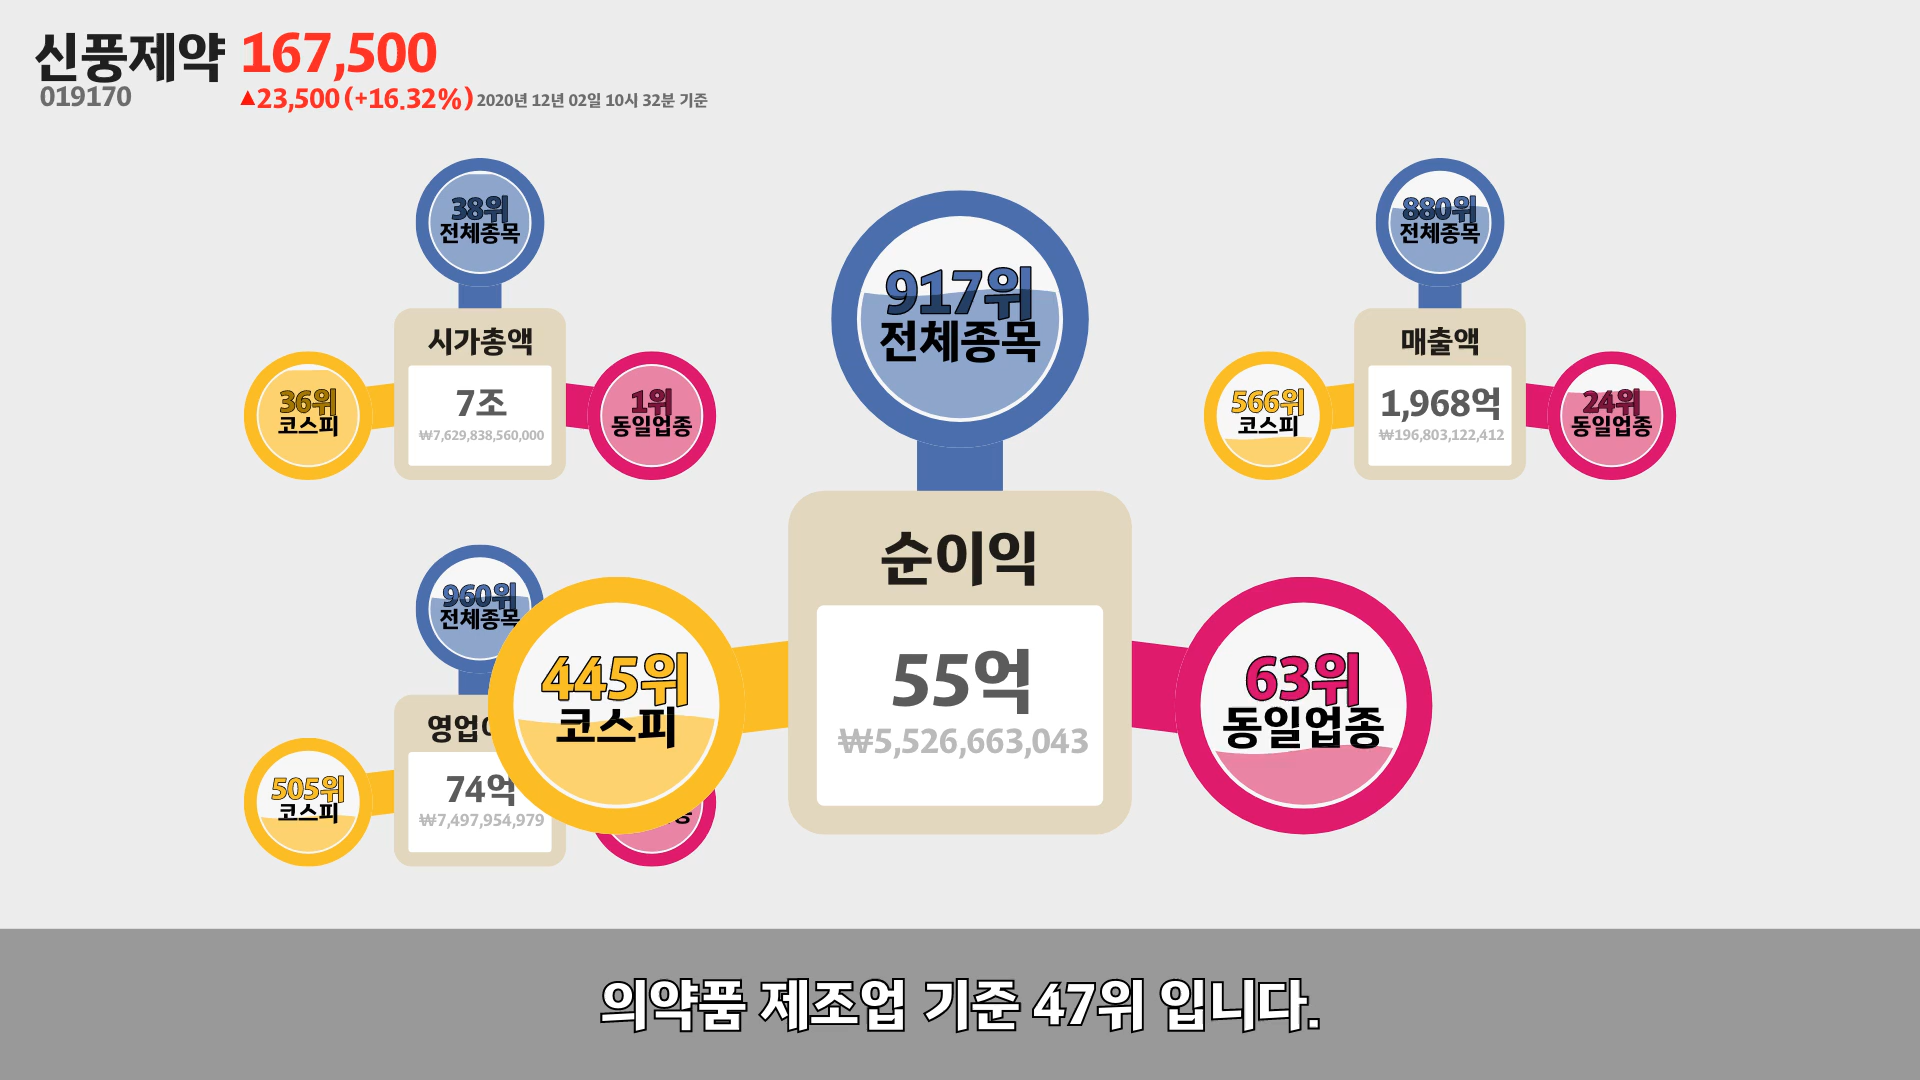 신풍제약 167,500
019170
▲23,500 (+16.32%) 2020년 12년 02일 10시 32분 기준
38위
전체종목
시가총액
36위
코스피
7조
₩7,629,838,560,000
1위
동일업종
917위
전체종목
순이익
445위
코스피
55억
₩5,526,663,043
63위
동일업종
880위
전체종목
매출액
566위
코스피
1,968억
₩196,803,122,412
24위
동일업종
960위
전체종목
영업
505위
코스피
74억
₩7,497,954,979
의약품 제조업 기준 47위 입니다.